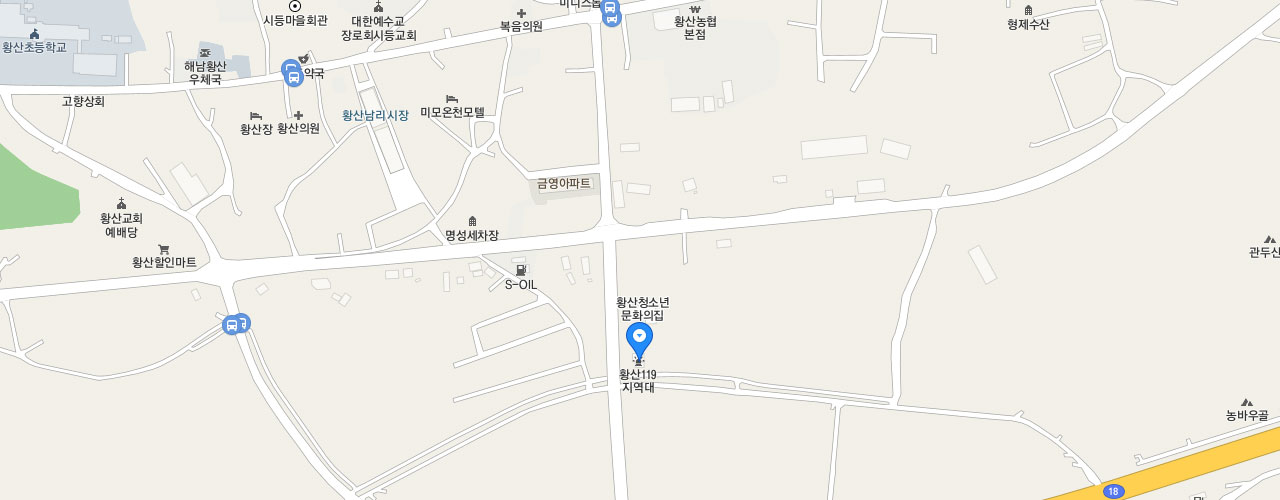 시등마을회관
대한예수교
장로회시등교회
복음의원
황산농협
본점
형제수산
황산초등학교
해남황산
우체국
약국
고향상회
황산남리시장
미모온천모텔
황산장
황산의원
금영아파트
황산교회
예배당
명성세차장
황산할인마트
S-OIL
관두산
황산청소년
문화의집
황산119
지역대
농바우골
18